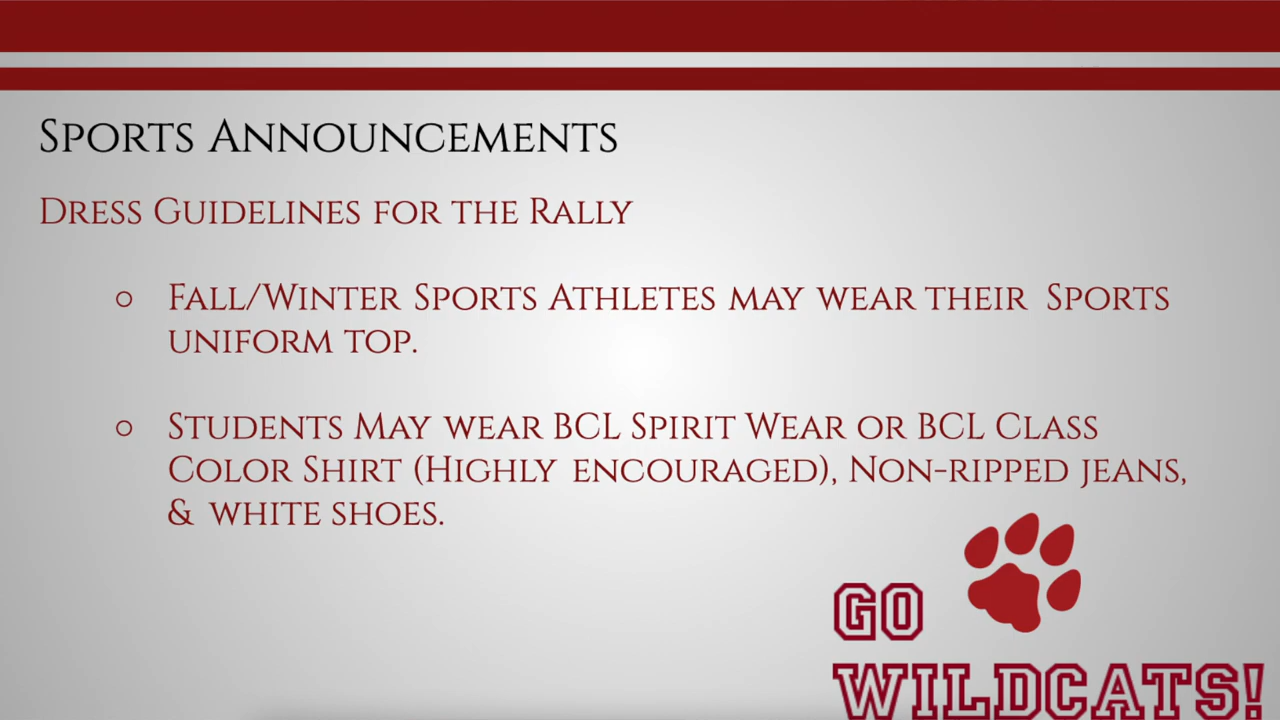 Sports Announcements
Dress Guidelines for the Rally
○ Fall/Winter Sports Athletes may wear their Sports
uniform top.
○ Students May wear BCL Spirit Wear or BCL Class
Color Shirt (Highly encouraged), Non-ripped jeans,
& white shoes.
GO
WILDCATS!